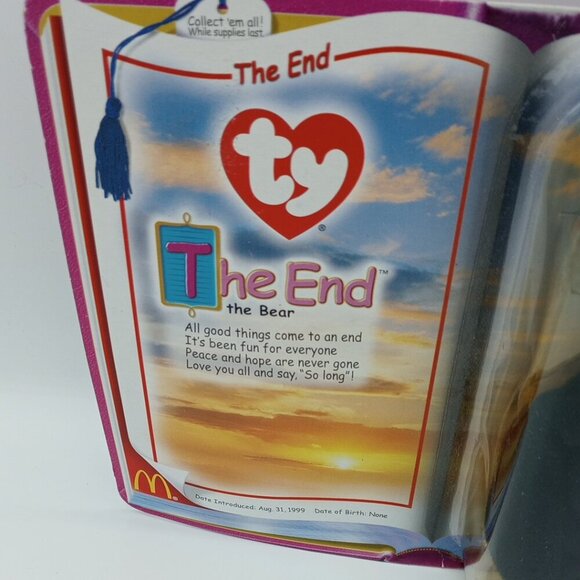 Collect 'em all!
While supplies last.
The End
ty
®
The End™
the Bear
All good things come to an end
It's been fun for everyone
Peace and hope are never gone
Love you all and say, "So long"!
Date Introduced: Aug. 31, 1999 Date of Birth: None